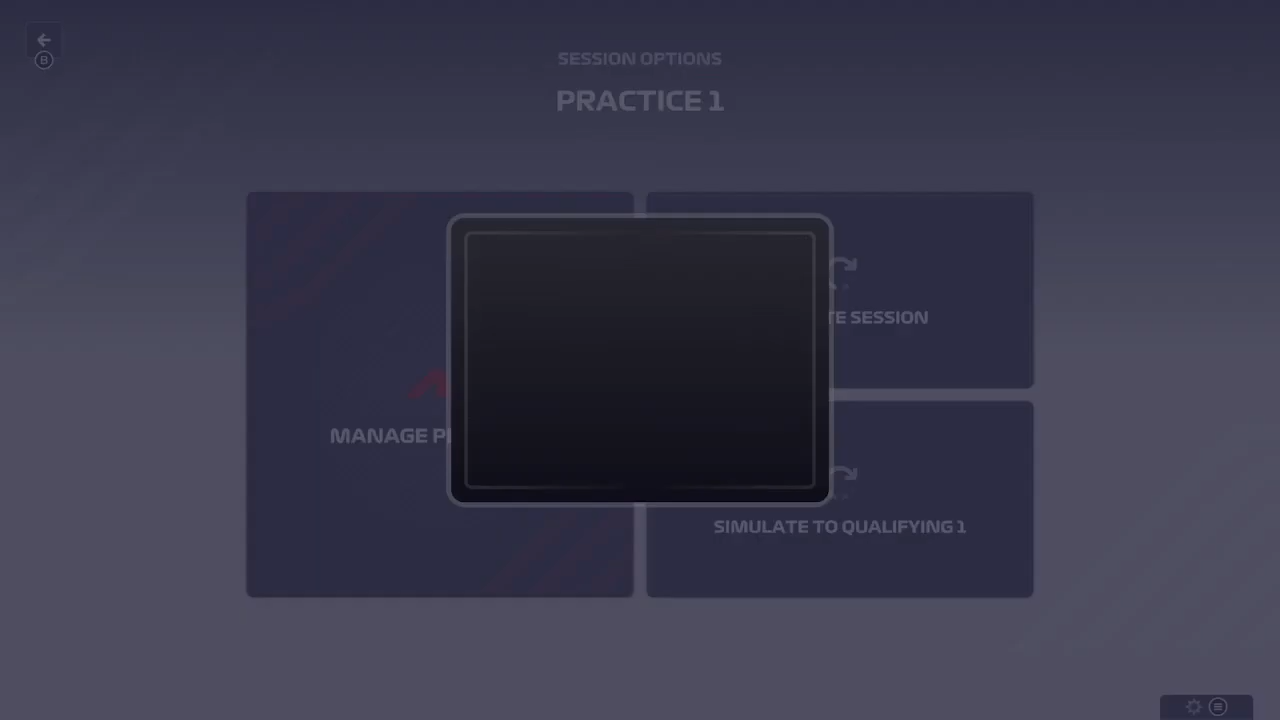 B
SESSION OPTIONS
PRACTICE 1
TE SESSION
MANAGE P
SIMULATE TO QUALIFYING 1